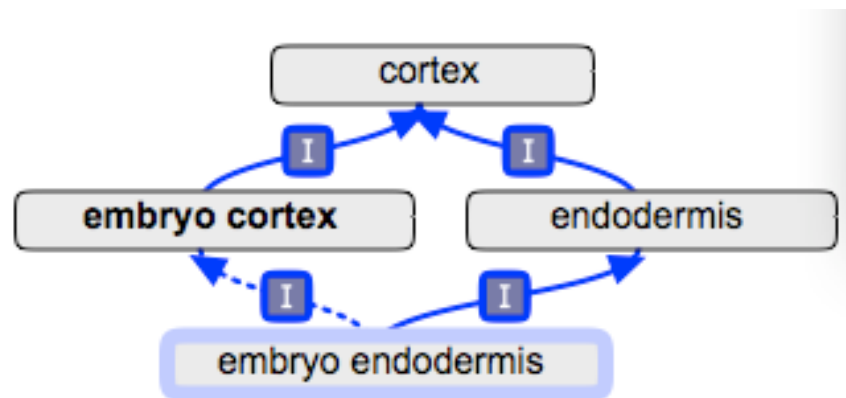 cortex
I I
embryo cortex endodermis
I I
embryo endodermis